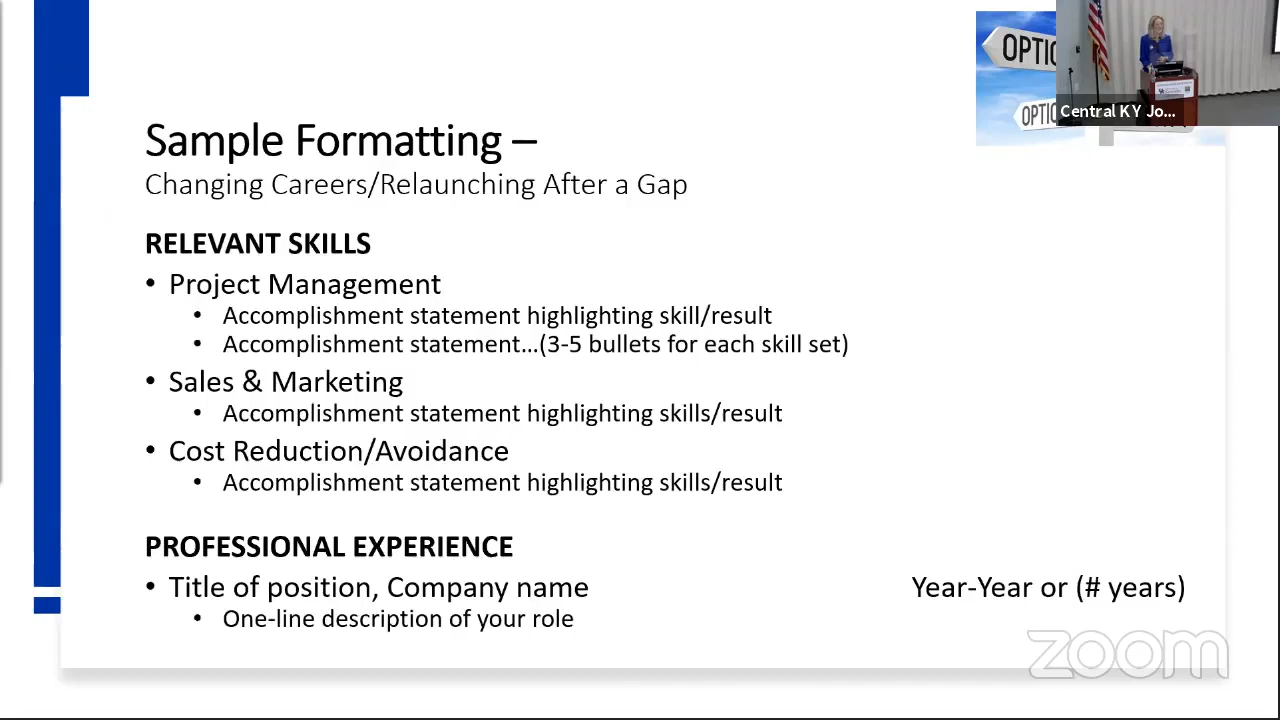 OPTIC
OPTIC
Central KY Jo...
Sample Formatting –
Changing Careers/Relaunching After a Gap
RELEVANT SKILLS
• Project Management
• Accomplishment statement highlighting skill/result
• Accomplishment statement...(3-5 bullets for each skill set)
• Sales & Marketing
• Accomplishment statement highlighting skills/result
• Cost Reduction/Avoidance
• Accomplishment statement highlighting skills/result
PROFESSIONAL EXPERIENCE
• Title of position, Company name Year-Year or (# years)
• One-line description of your role
zoom